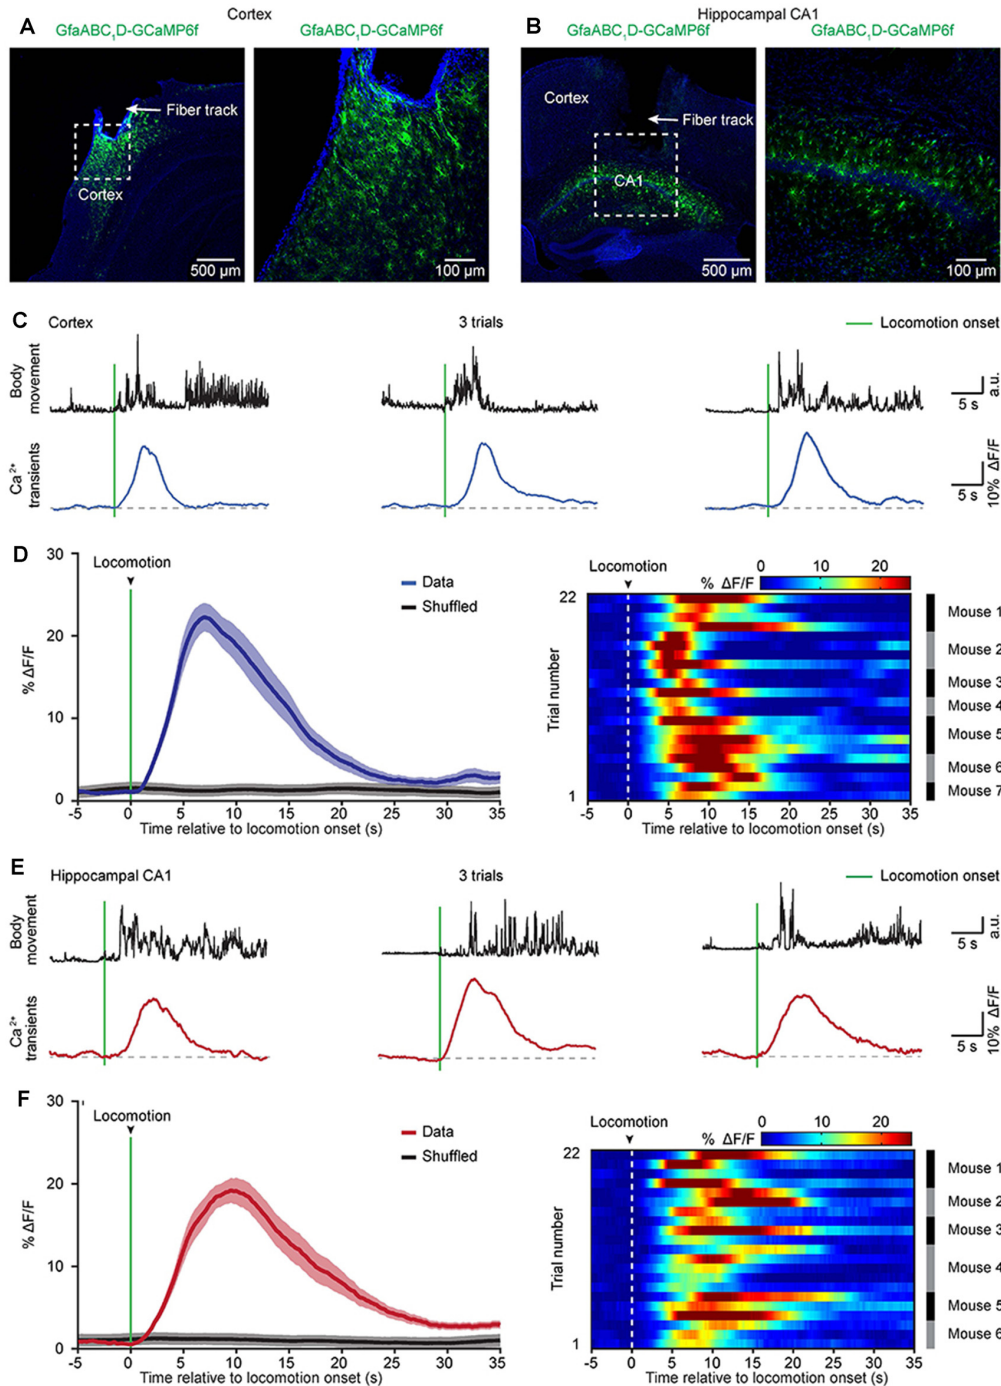 A
Cortex
GfaABC₁D-GCaMP6f
GfaABC₁D-GCaMP6f
Fiber track
Cortex
500 µm
100 µm
B
Hippocampal CA1
GfaABC₁D-GCaMP6f
GfaABC₁D-GCaMP6f
Cortex
Fiber track
CA1
500 µm
100 µm
C
Cortex
3 trials
Locomotion onset
Body movement
a.u.
5 s
Ca²⁺ transients
10% ΔF/F
5 s
D
30
20
10
0
% ΔF/F
Locomotion
Data
Shuffled
-5 0 5 10 15 20 25 30 35
Time relative to locomotion onset (s)
Locomotion
% ΔF/F
0 10 20
22
1
Trial number
Mouse 1
Mouse 2
Mouse 3
Mouse 4
Mouse 5
Mouse 6
Mouse 7
-5 0 5 10 15 20 25 30 35
Time relative to locomotion onset (s)
E
Hippocampal CA1
3 trials
Locomotion onset
Body movement
a.u.
5 s
Ca²⁺ transients
10% ΔF/F
5 s
F
30
20
10
0
% ΔF/F
Locomotion
Data
Shuffled
-5 0 5 10 15 20 25 30 35
Time relative to locomotion onset (s)
Locomotion
% ΔF/F
0 10 20
22
1
Trial number
Mouse 1
Mouse 2
Mouse 3
Mouse 4
Mouse 5
Mouse 6
-5 0 5 10 15 20 25 30 35
Time relative to locomotion onset (s)